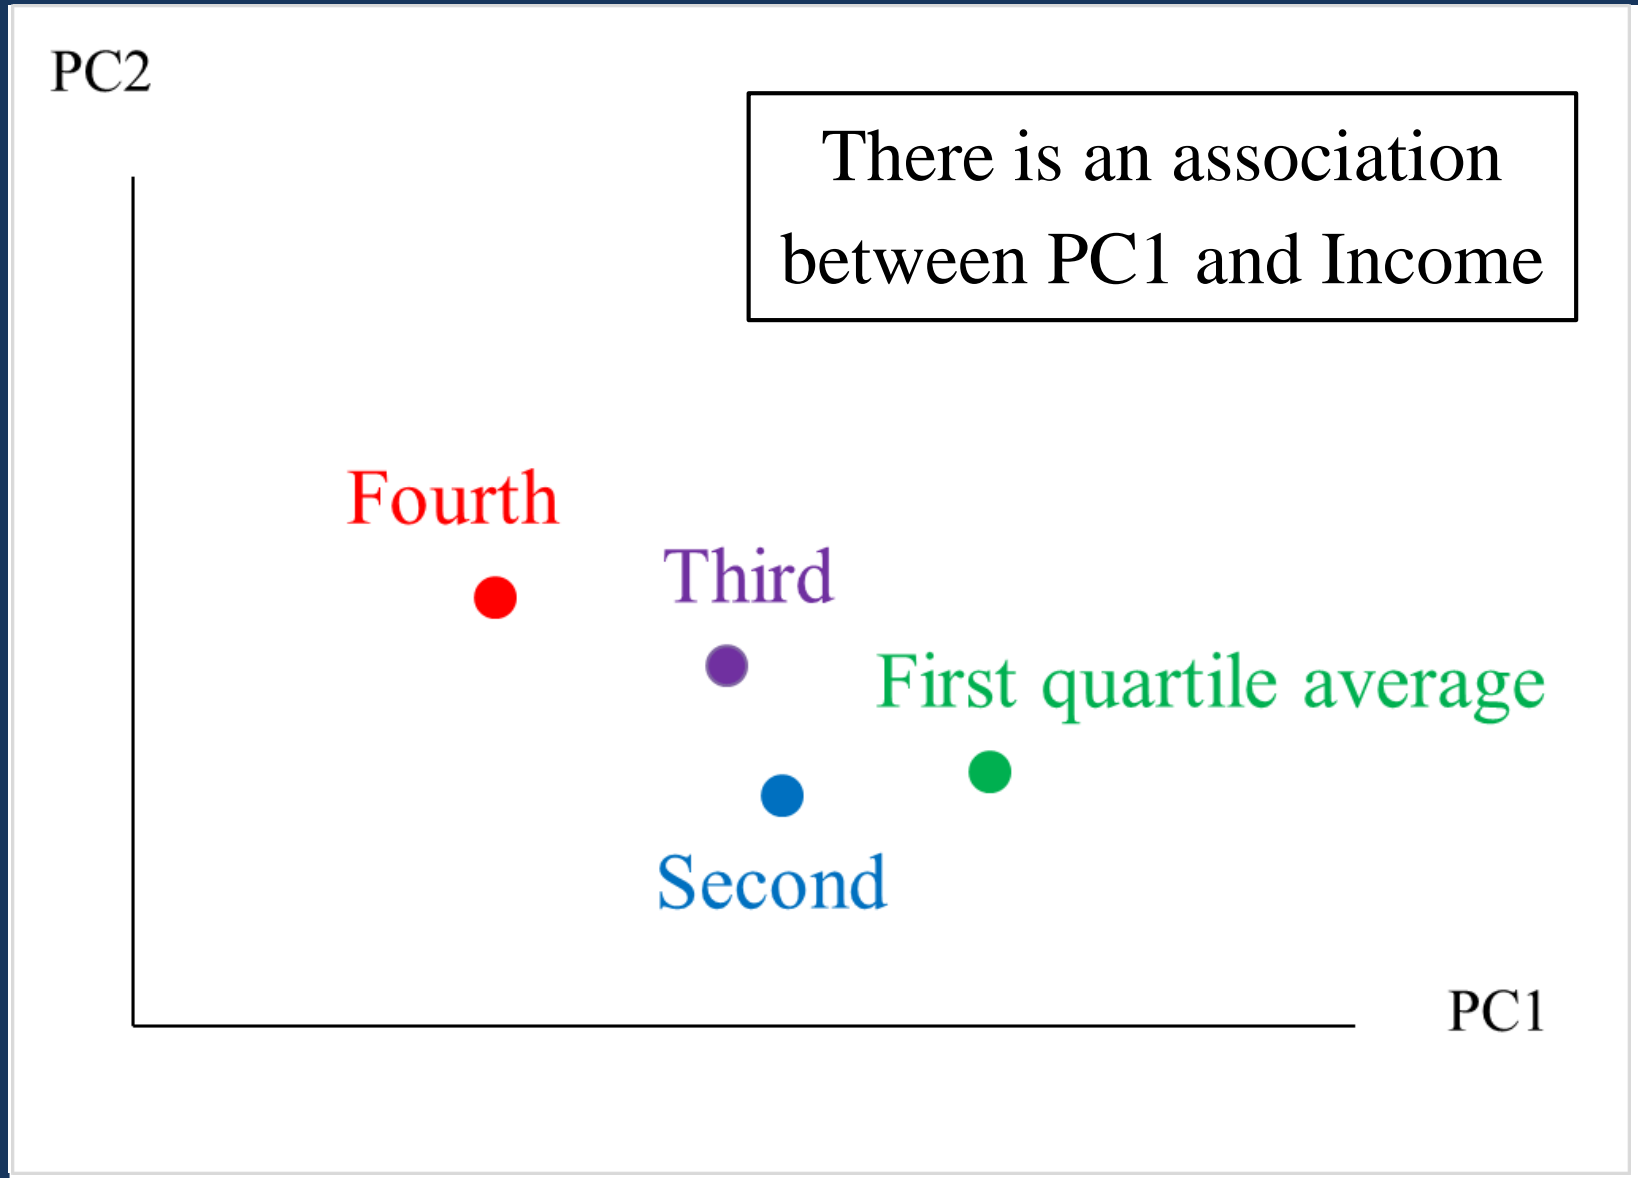 PC2
There is an association
between PC1 and Income
Fourth
Third
First quartile average
Second
PC1